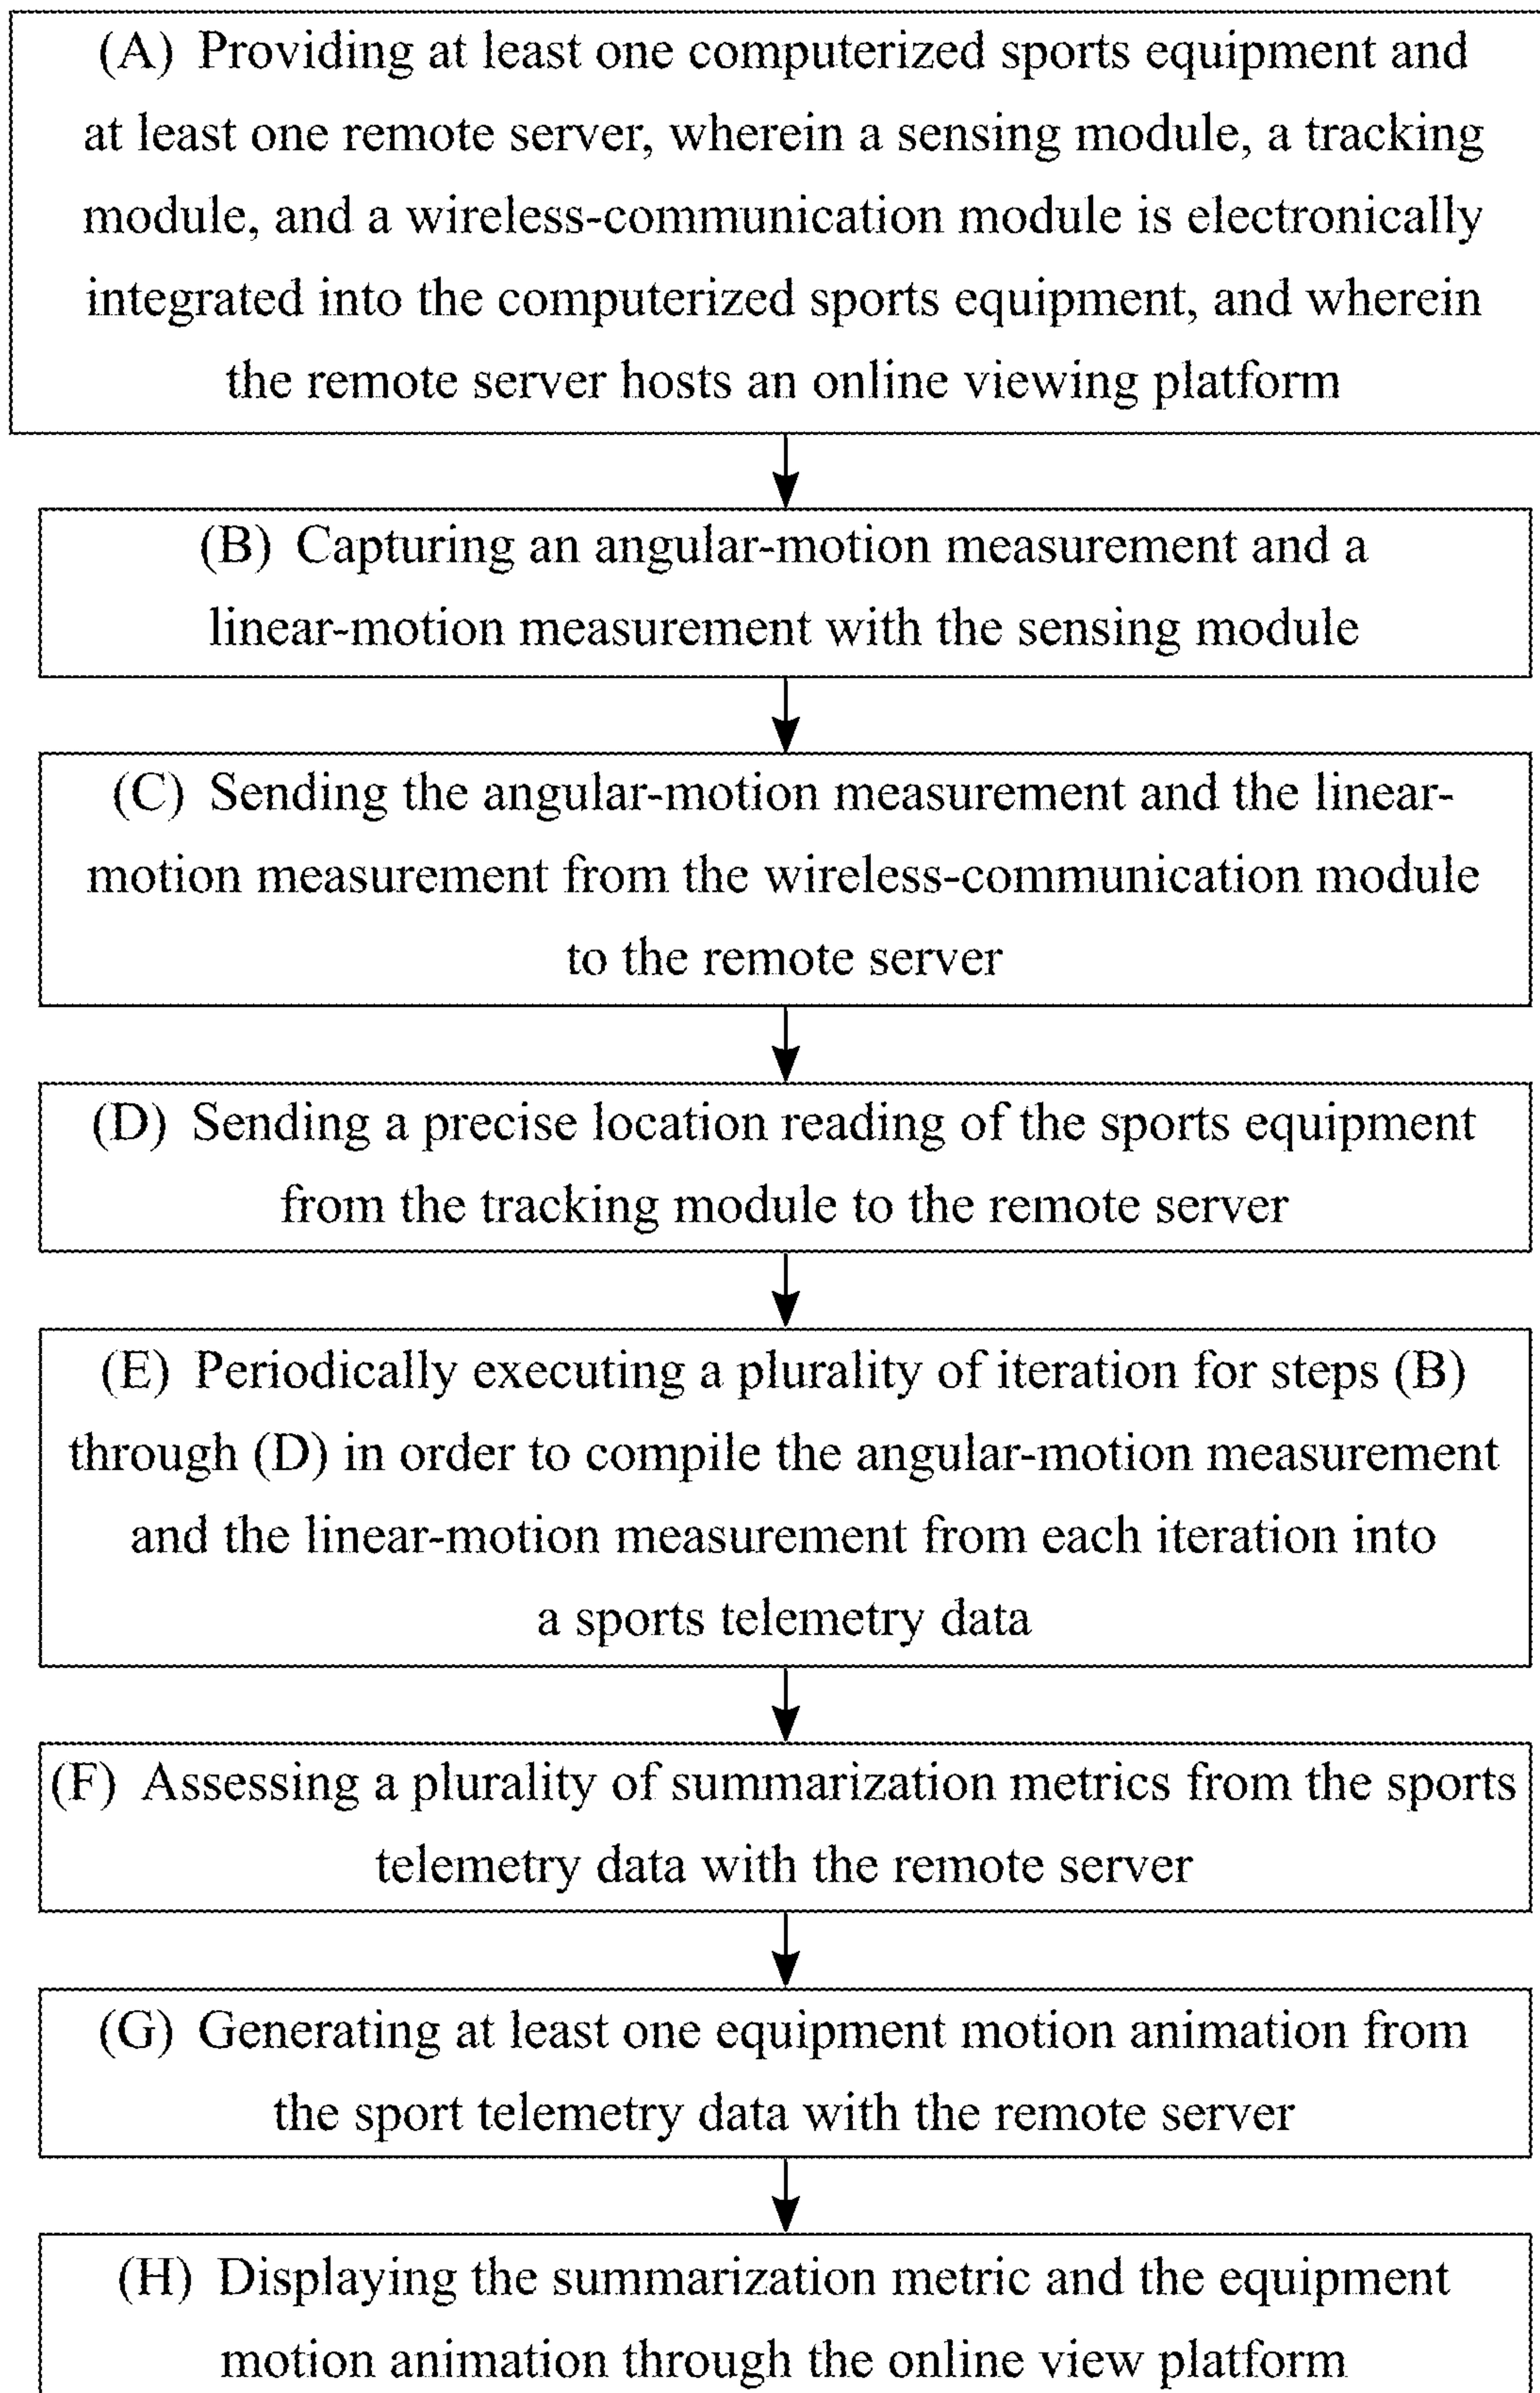 (A) Providing at least one computerized sports equipment and
at least one remote server, wherein a sensing module, a tracking
module, and a wireless-communication module is electronically
integrated into the computerized sports equipment, and wherein
the remote server hosts an online viewing platform
(B) Capturing an angular-motion measurement and a
linear-motion measurement with the sensing module
(C) Sending the angular-motion measurement and the linear-
motion measurement from the wireless-communication module
to the remote server
(D) Sending a precise location reading of the sports equipment
from the tracking module to the remote server
(E) Periodically executing a plurality of iteration for steps (B)
through (D) in order to compile the angular-motion measurement
and the linear-motion measurement from each iteration into
a sports telemetry data
(F) Assessing a plurality of summarization metrics from the sports
telemetry data with the remote server
(G) Generating at least one equipment motion animation from
the sport telemetry data with the remote server
(H) Displaying the summarization metric and the equipment
motion animation through the online view platform